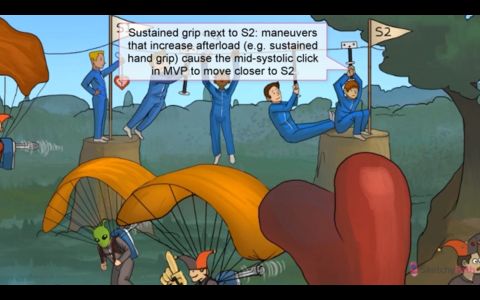 S1
S2
Sustained grip next to S2: maneuvers
that increase afterload (e.g. sustained
hand grip) cause the mid-systolic click
in MVP to move closer to S2